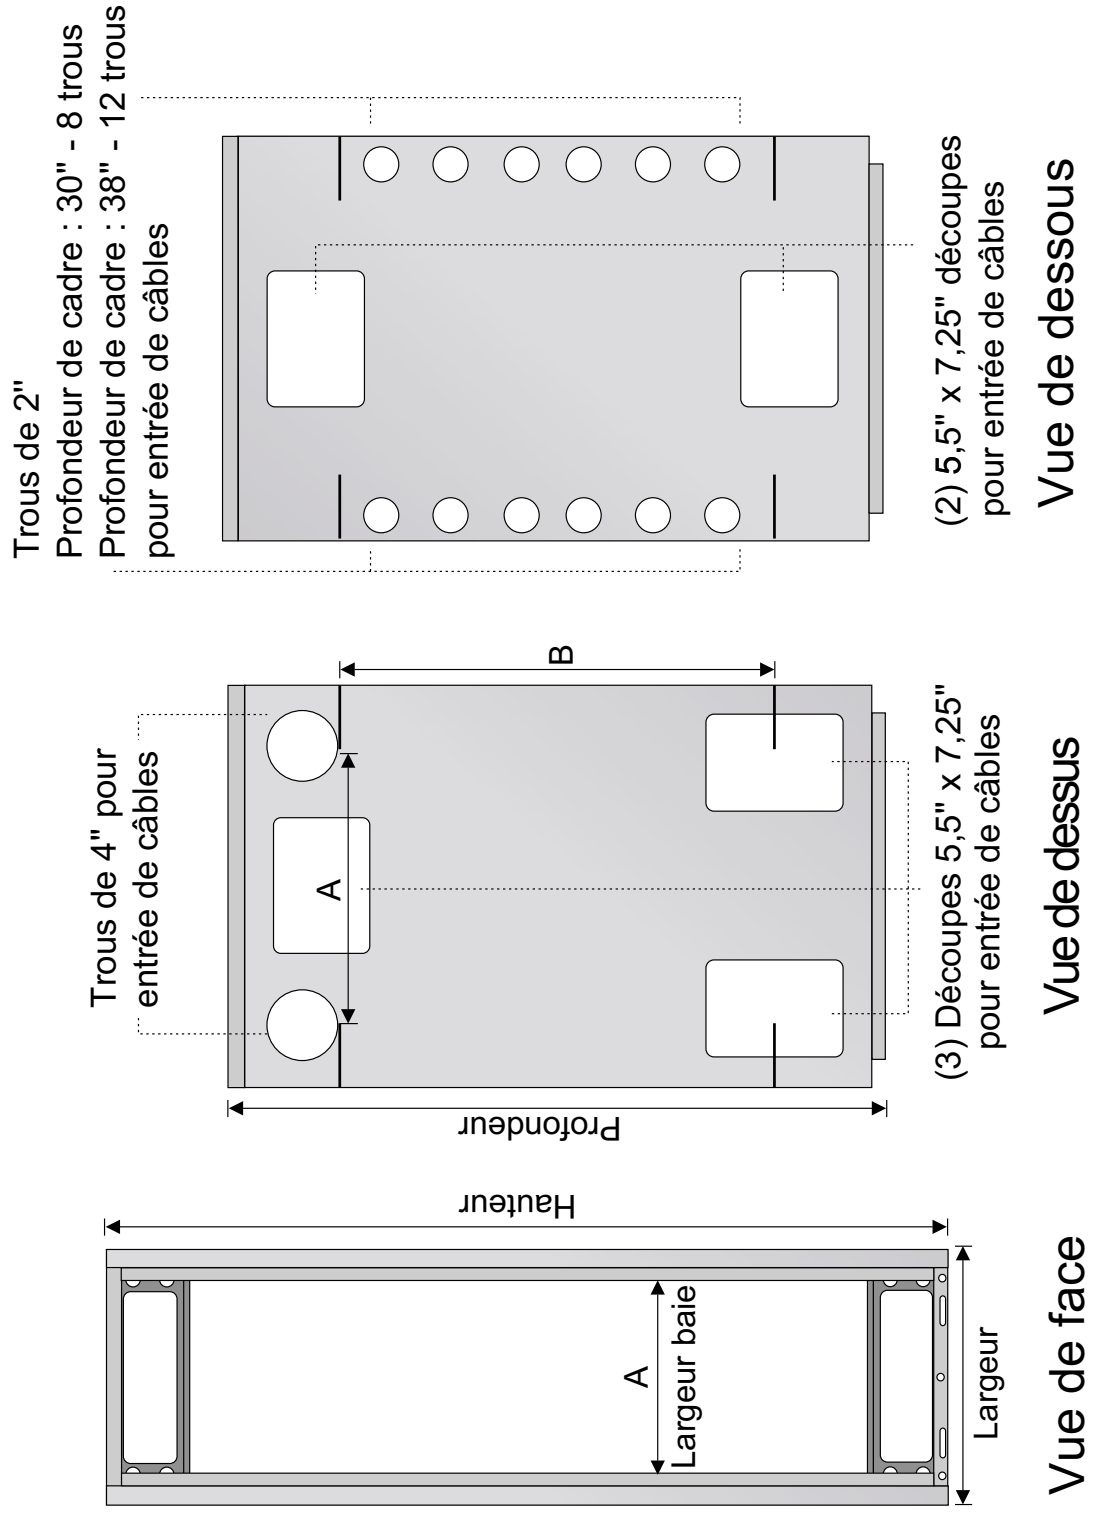 Hauteur
A
Largeur baie
Largeur
Vue de face
Trous de 4" pour
entrée de câbles
A
B
Profondeur
(3) Découpes 5,5" x 7,25"
pour entrée de câbles
Vue de dessus
Trous de 2"
Profondeur de cadre : 30" - 8 trous
Profondeur de cadre : 38" - 12 trous
pour entrée de câbles
(2) 5,5" x 7,25" découpes
pour entrée de câbles
Vue de dessous